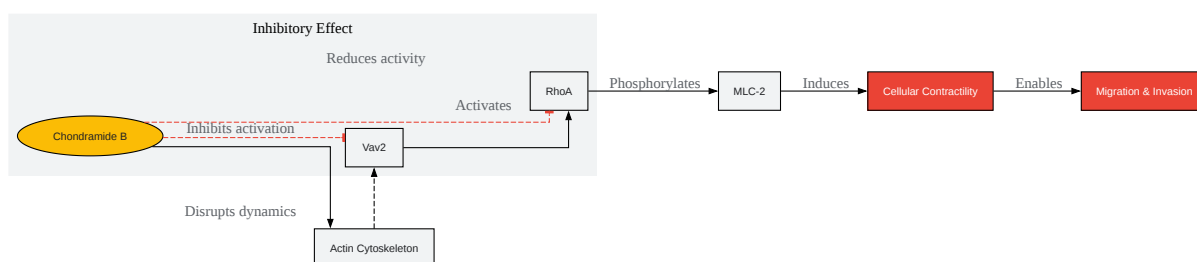 Inhibitory Effect
Reduces activity
RhoA
Phosphorylates
MLC-2
Induces
Cellular Contractility
Enables
Migration & Invasion
Activates
Chondramide B
Inhibits activation
Vav2
Disrupts dynamics
Actin Cytoskeleton